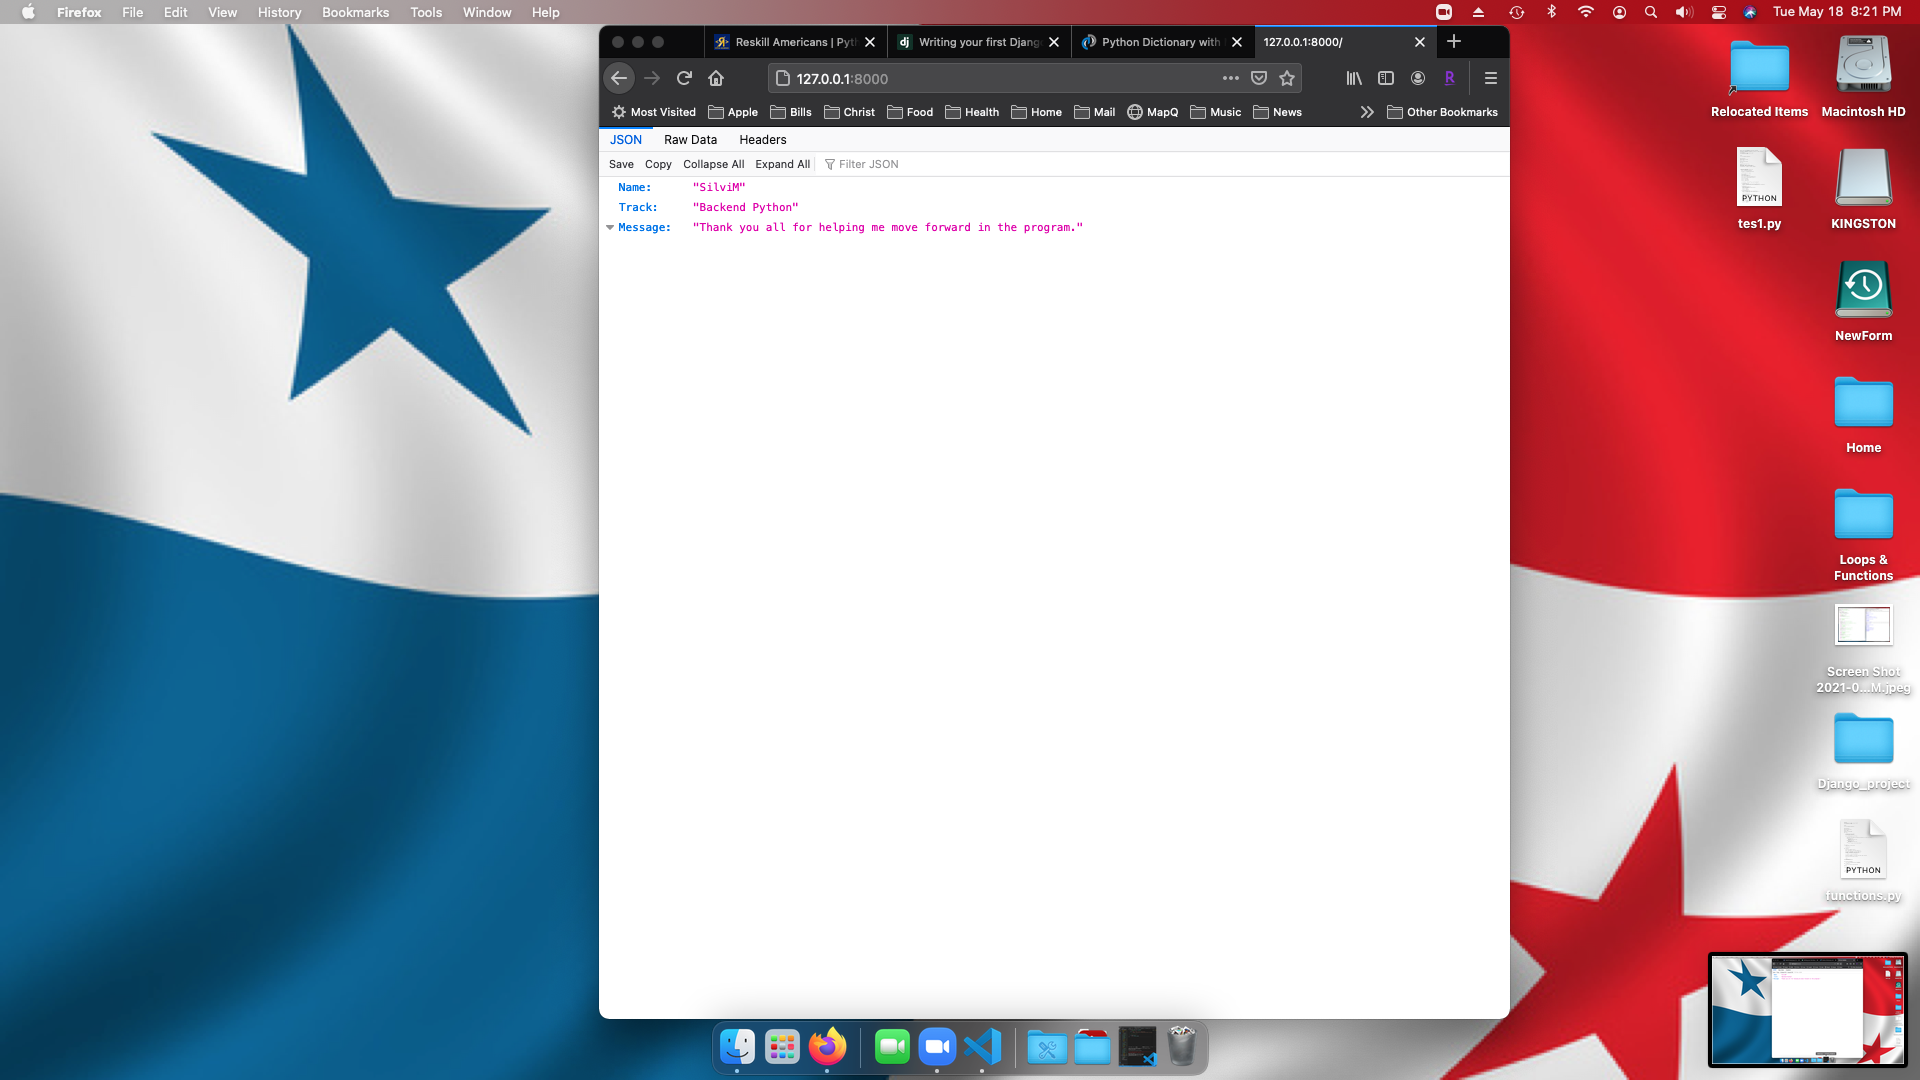 Firefox File Edit View History Bookmarks Tools Window Help Tue May 18 8:21 PM
Reskill Americans | Pyt dj Writing your first Djang Python Dictionary with 127.0.0.1:8000/
127.0.0.1:8000 R
Most Visited Apple Bills Christ Food Health Home Mail MapQ Music News Other Bookmarks
JSON Raw Data Headers
Save Copy Collapse All Expand All Filter JSON
Name: "SilviM"
Track: "Backend Python"
Message: "Thank you all for helping me move forward in the program."
Relocated Items Macintosh HD
PYTHON
tes1.py KINGSTON
NewForm
Home
Loops &
Functions
Screen Shot
2021-0...M.jpeg
Django_project
PYTHON
functions.py